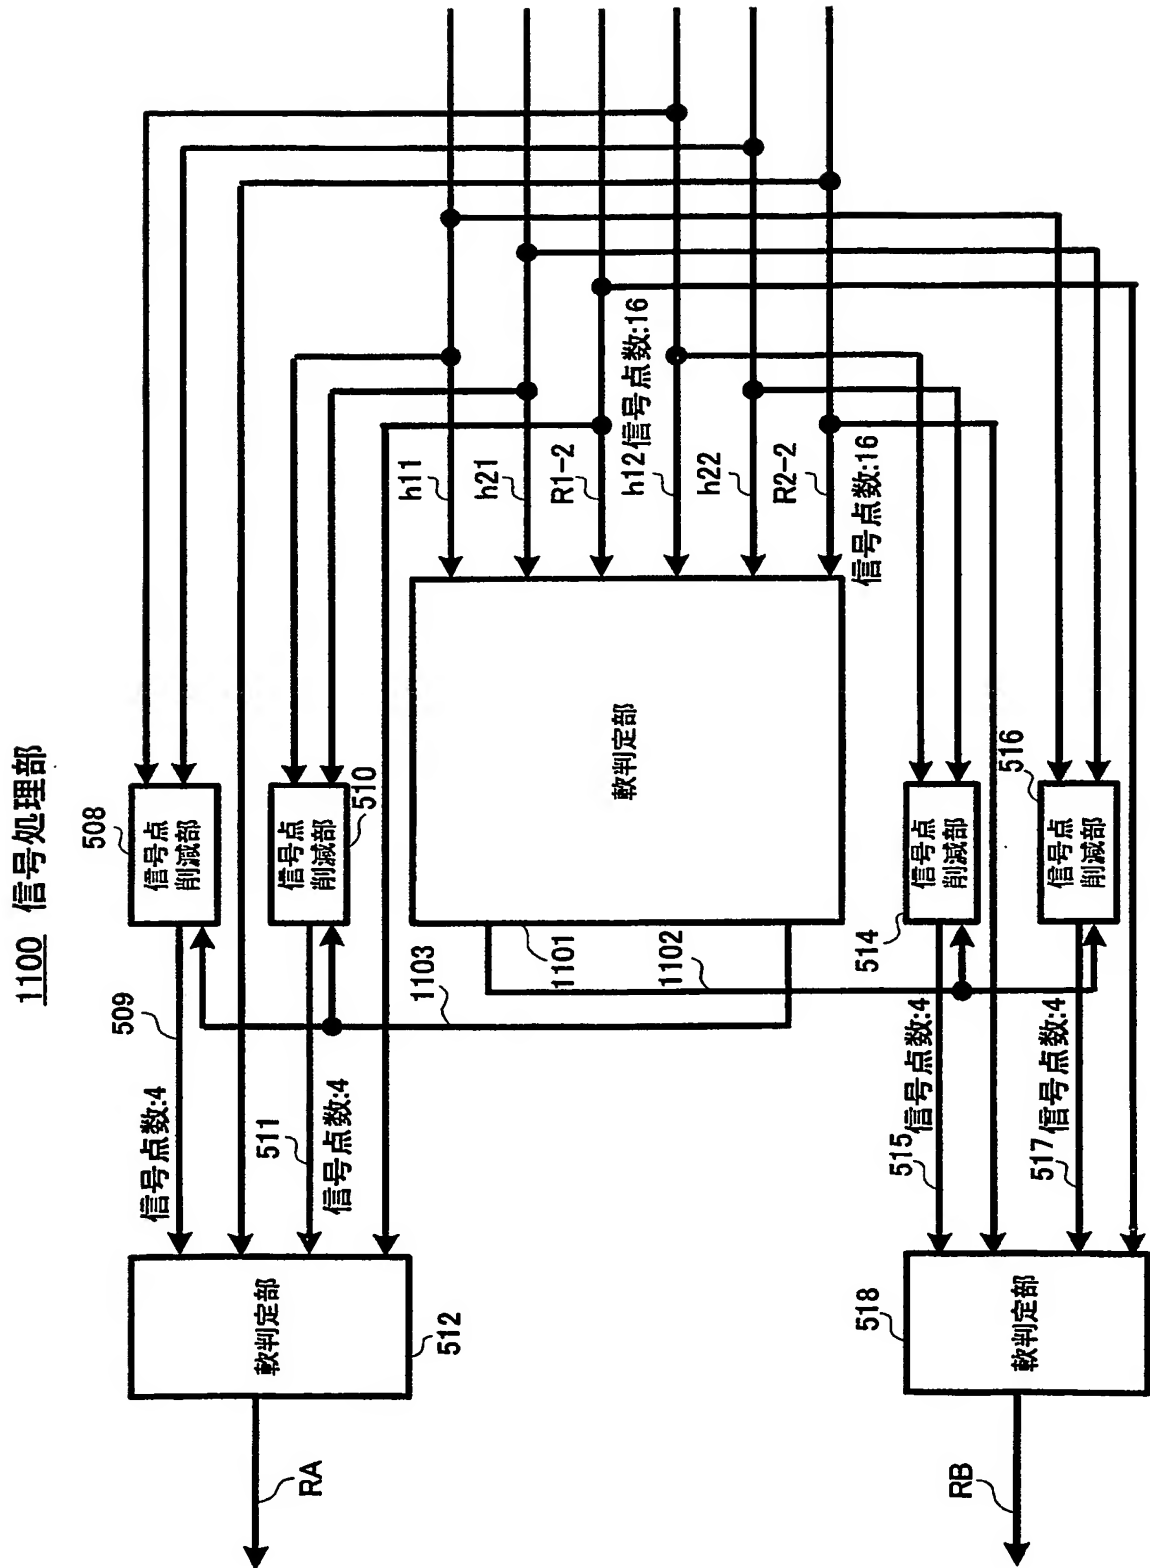 1100 信号処理部
508
信号点
削減部
509
信号点数:4
510
信号点
削減部
511
信号点数:4
軟判定部
512
RA
h11
h21
R1-2
h12
信号点数:16
h22
R2-2
信号点数:16
軟判定部
1101
1102
1103
514
信号点
削減部
515
信号点数:4
516
信号点
削減部
517
信号点数:4
軟判定部
518
RB